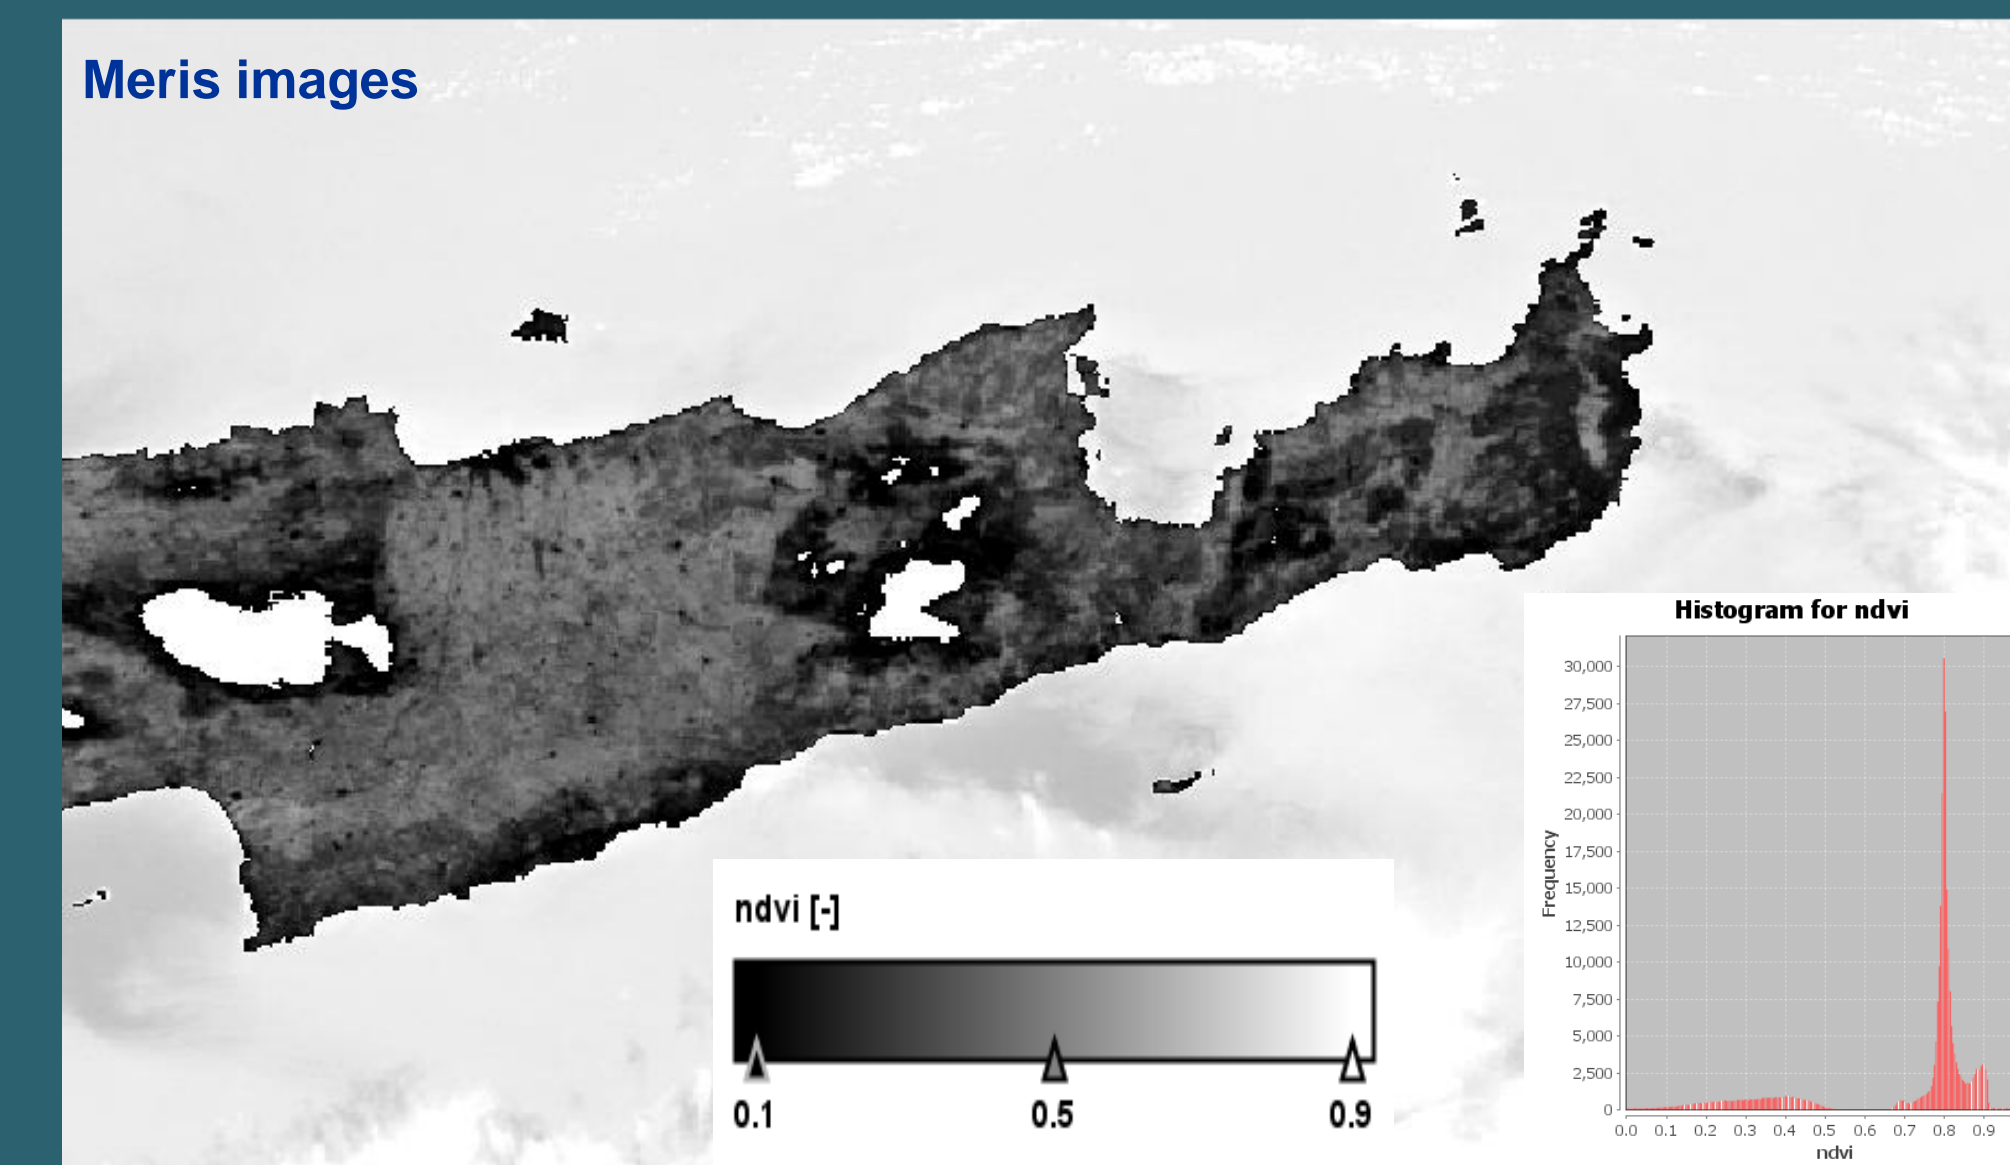 Meris images
Histogram for ndvi
30,000
27,500
25,000
22,500
20,000
17,500
15,000
12,500
10,000
7,500
5,000
2,500
0
Frequency
0.0 0.1 0.2 0.3 0.4 0.5 0.6 0.7 0.8 0.9
ndvi
ndvi [-]
0.1 0.5 0.9